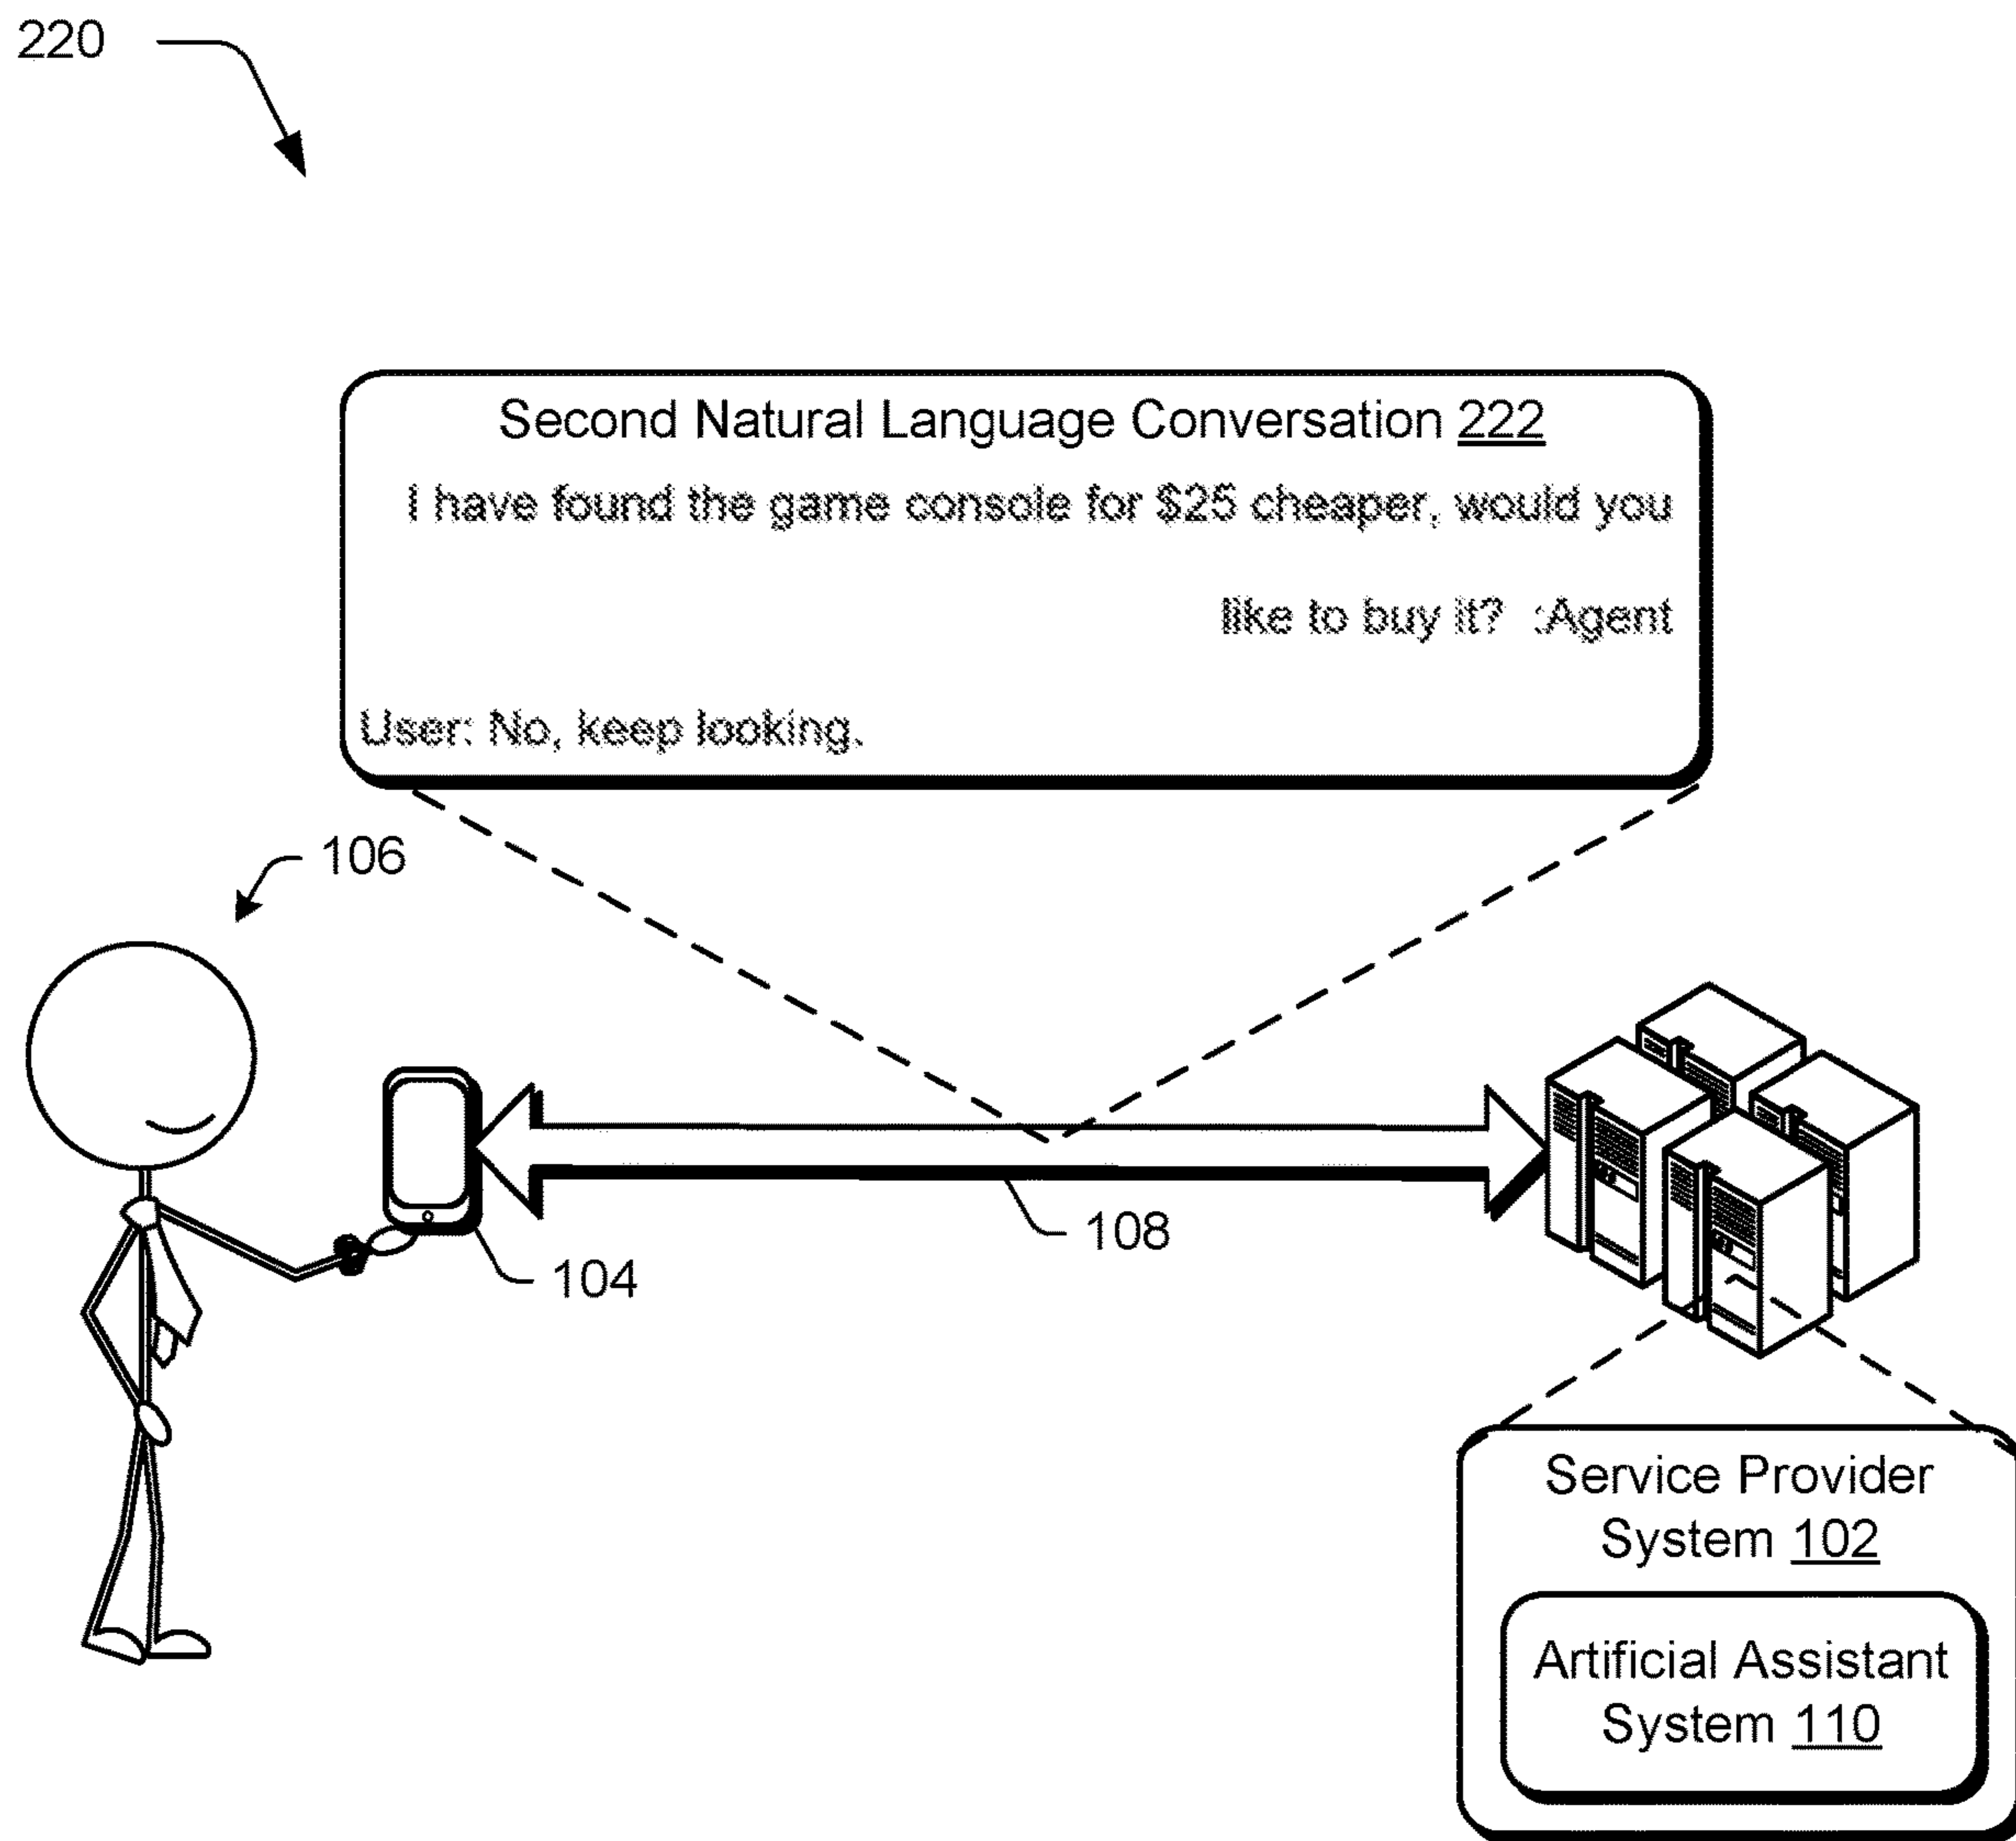 220
Second Natural Language Conversation 222
I have found the game console for $25 cheaper, would you
like to buy it?  :Agent
User: No, keep looking.
106
108
104
Service Provider
System 102
Artificial Assistant
System 110